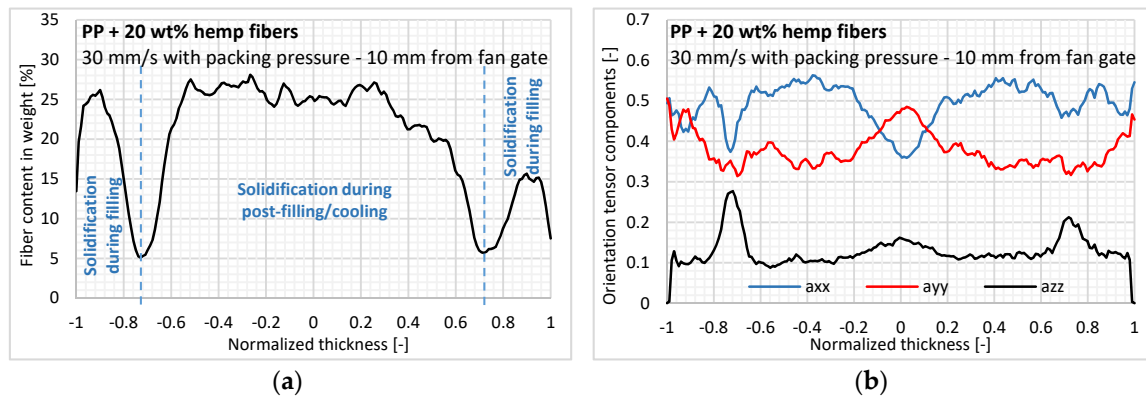 PP + 20 wt% hemp fibers
30 mm/s with packing pressure - 10 mm from fan gate
Fiber content in weight [%]
35
30
25
20
15
10
5
0
Solidification
during filling
Solidification during
post-filling/cooling
Solidification
during filling
-1 -0.8 -0.6 -0.4 -0.2 0 0.2 0.4 0.6 0.8 1
Normalized thickness [-]
(a)
PP + 20 wt% hemp fibers
30 mm/s with packing pressure - 10 mm from fan gate
Orientation tensor components [-]
0.7
0.6
0.5
0.4
0.3
0.2
0.1
0
axx ayy azz
-1 -0.8 -0.6 -0.4 -0.2 0 0.2 0.4 0.6 0.8 1
Normalized thickness [-]
(b)